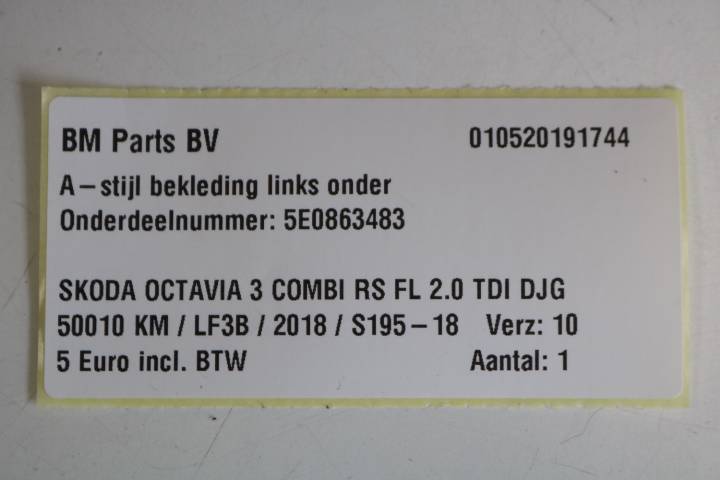 BM Parts BV 010520191744
A-stijl bekleding links onder
Onderdeelnummer: 5E0863483
SKODA OCTAVIA 3 COMBI RS FL 2.0 TDI DJG
50010 KM / LF3B / 2018 / S195-18 Verz: 10
5 Euro incl. BTW Aantal: 1